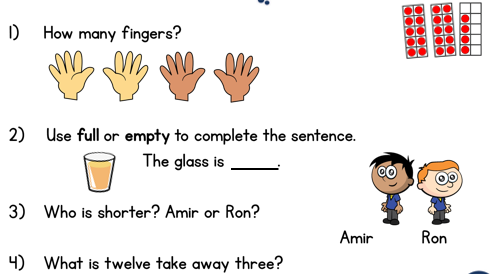 1) How many fingers?
2) Use full or empty to complete the sentence.
The glass is _____.
3) Who is shorter? Amir or Ron?
Amir Ron
4) What is twelve take away three?